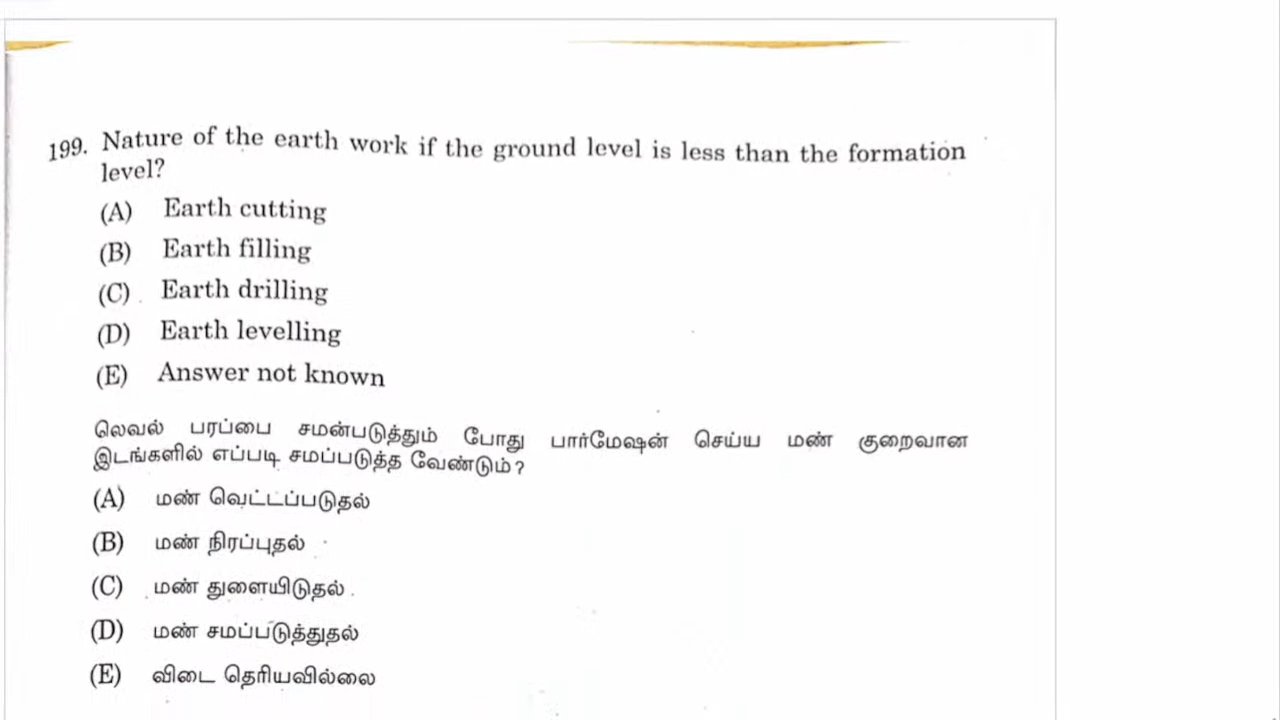 199. Nature of the earth work if the ground level is less than the formation
level?
(A) Earth cutting
(B) Earth filling
(C) Earth drilling
(D) Earth levelling
(E) Answer not known
லெவல் பரப்பை சமன்படுத்தும் போது பார்மேஷன் செய்ய மண் குறைவான
இடங்களில் எப்படி சமப்படுத்த வேண்டும்?
(A) மண் வெட்டப்படுதல்
(B) மண் நிரப்புதல்
(C) மண் துளையிடுதல்
(D) மண் சமப்படுத்துதல்
(E) விடை தெரியவில்லை